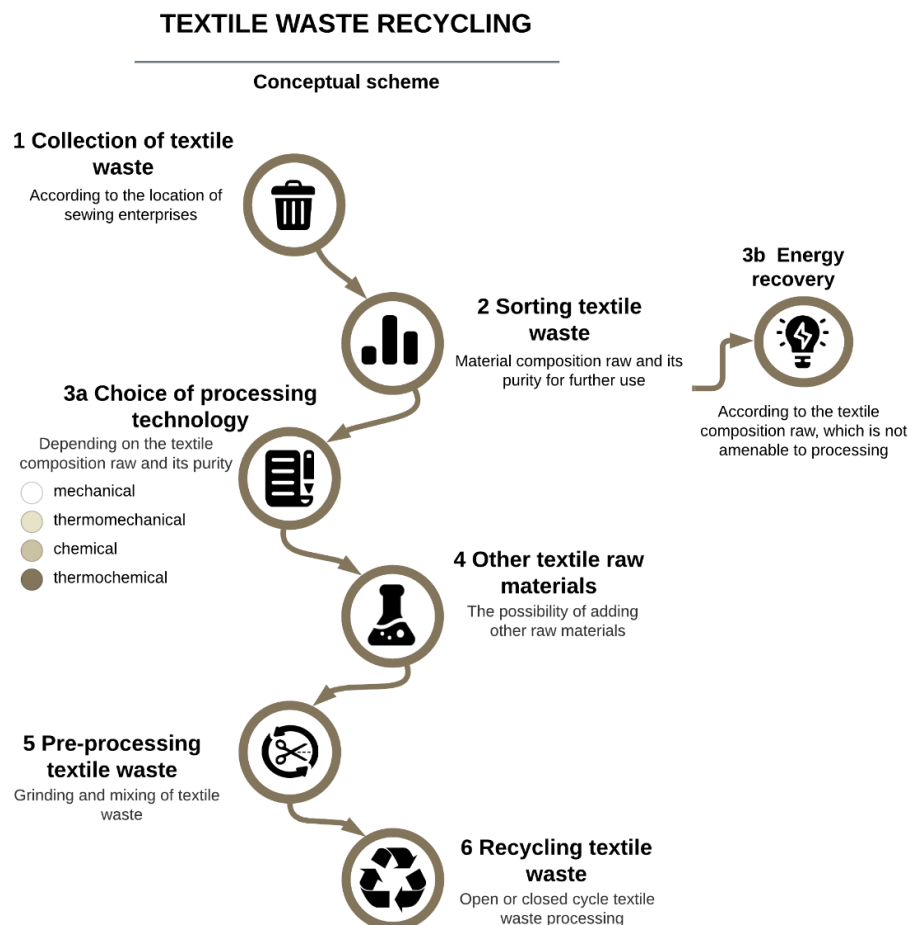 TEXTILE WASTE RECYCLING
Conceptual scheme
1 Collection of textile
waste
According to the location of
sewing enterprises
2 Sorting textile
waste
Material composition raw and its
purity for further use
3b Energy
recovery
According to the textile
composition raw, which is not
amenable to processing
3a Choice of processing
technology
Depending on the textile
composition raw and its purity
mechanical
thermomechanical
chemical
thermochemical
4 Other textile raw
materials
The possibility of adding
other raw materials
5 Pre-processing
textile waste
Grinding and mixing of textile
waste
6 Recycling textile
waste
Open or closed cycle textile
waste processing